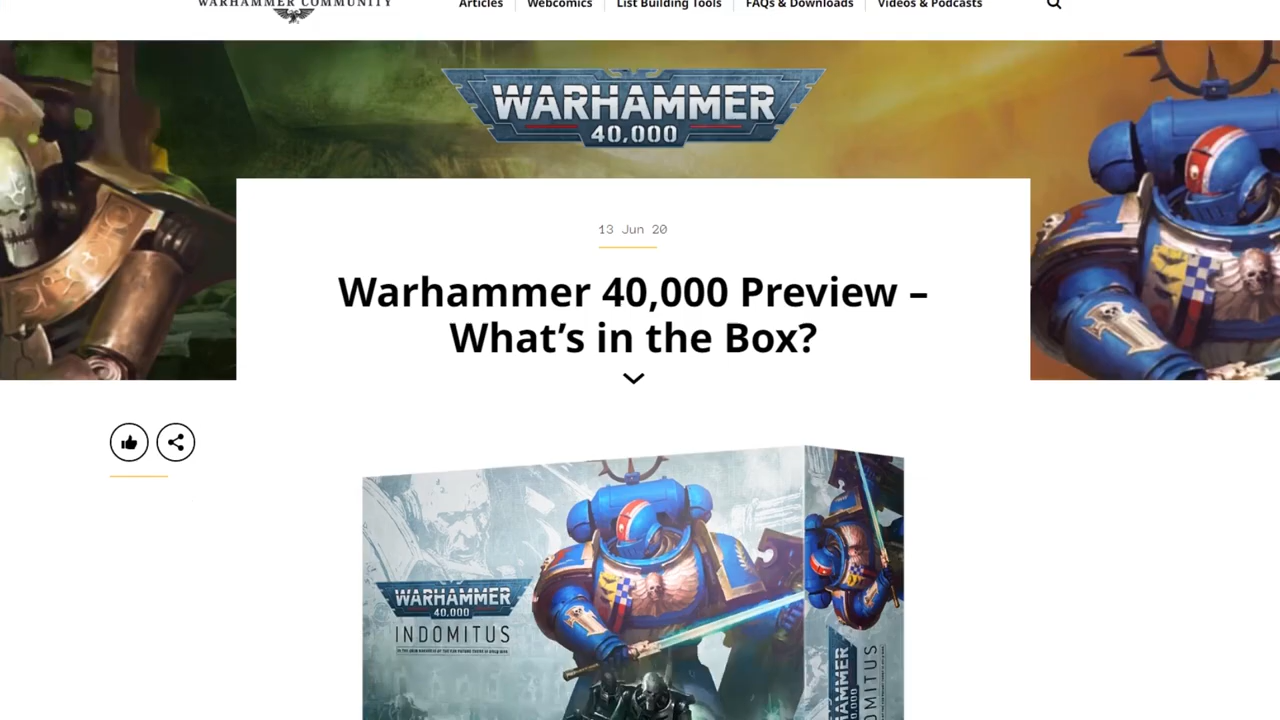 WARHAMMER COMMUNITY
Articles
Webcomics
List Building Tools
FAQs & Downloads
Videos & Podcasts
WARHAMMER
40,000
13 Jun 20
Warhammer 40,000 Preview –
What's in the Box?
WARHAMMER
40,000
INDOMITUS